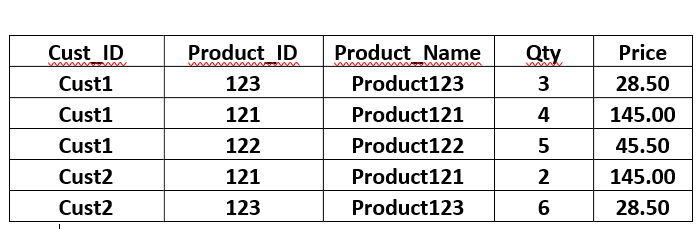 Cust_ID Product_ID Product_Name Qty Price
Cust1 123 Product123 3 28.50
Cust1 121 Product121 4 145.00
Cust1 122 Product122 5 45.50
Cust2 121 Product121 2 145.00
Cust2 123 Product123 6 28.50